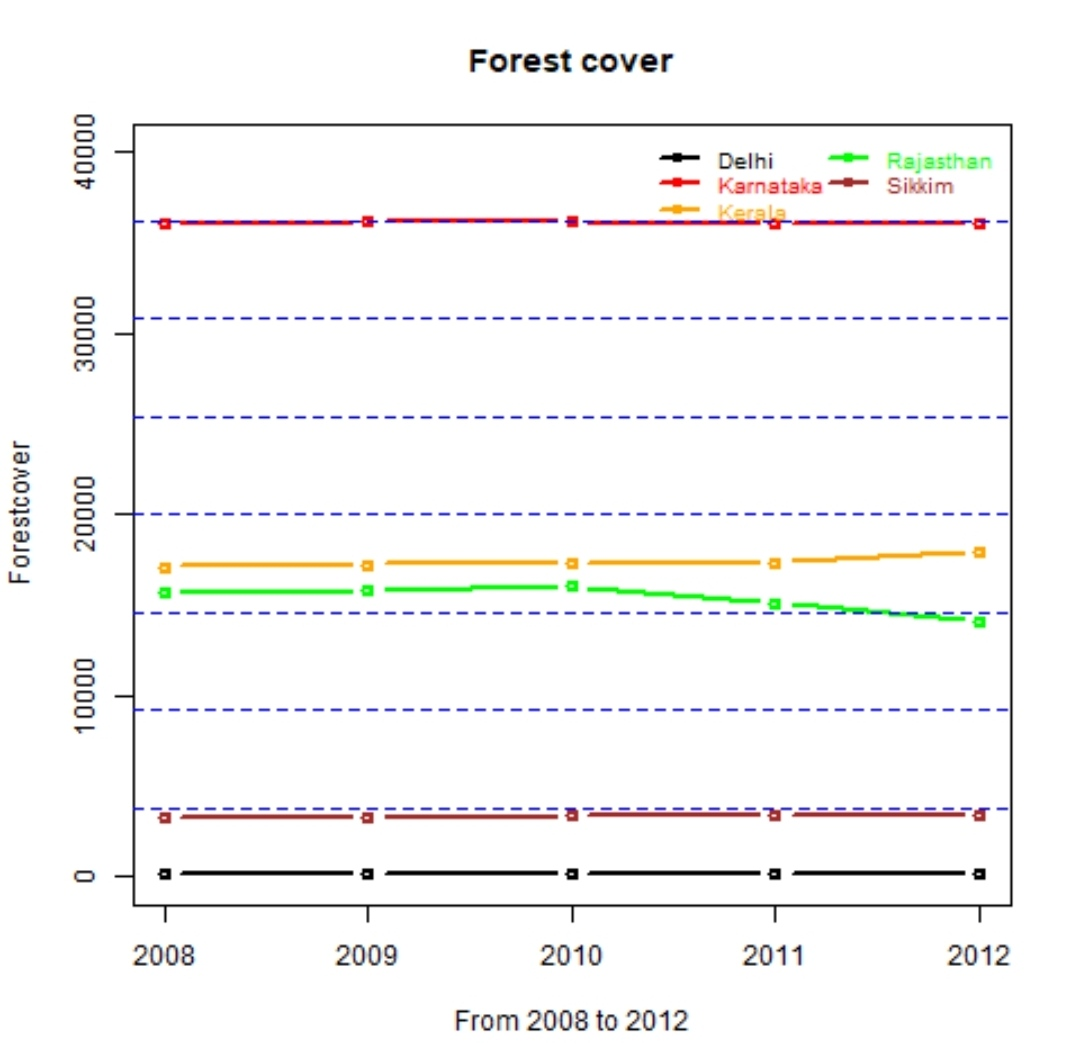 Forest cover
Delhi
Karnataka
Kerala
Rajasthan
Sikkim
Forestcover
40000
30000
20000
10000
0
2008 2009 2010 2011 2012
From 2008 to 2012